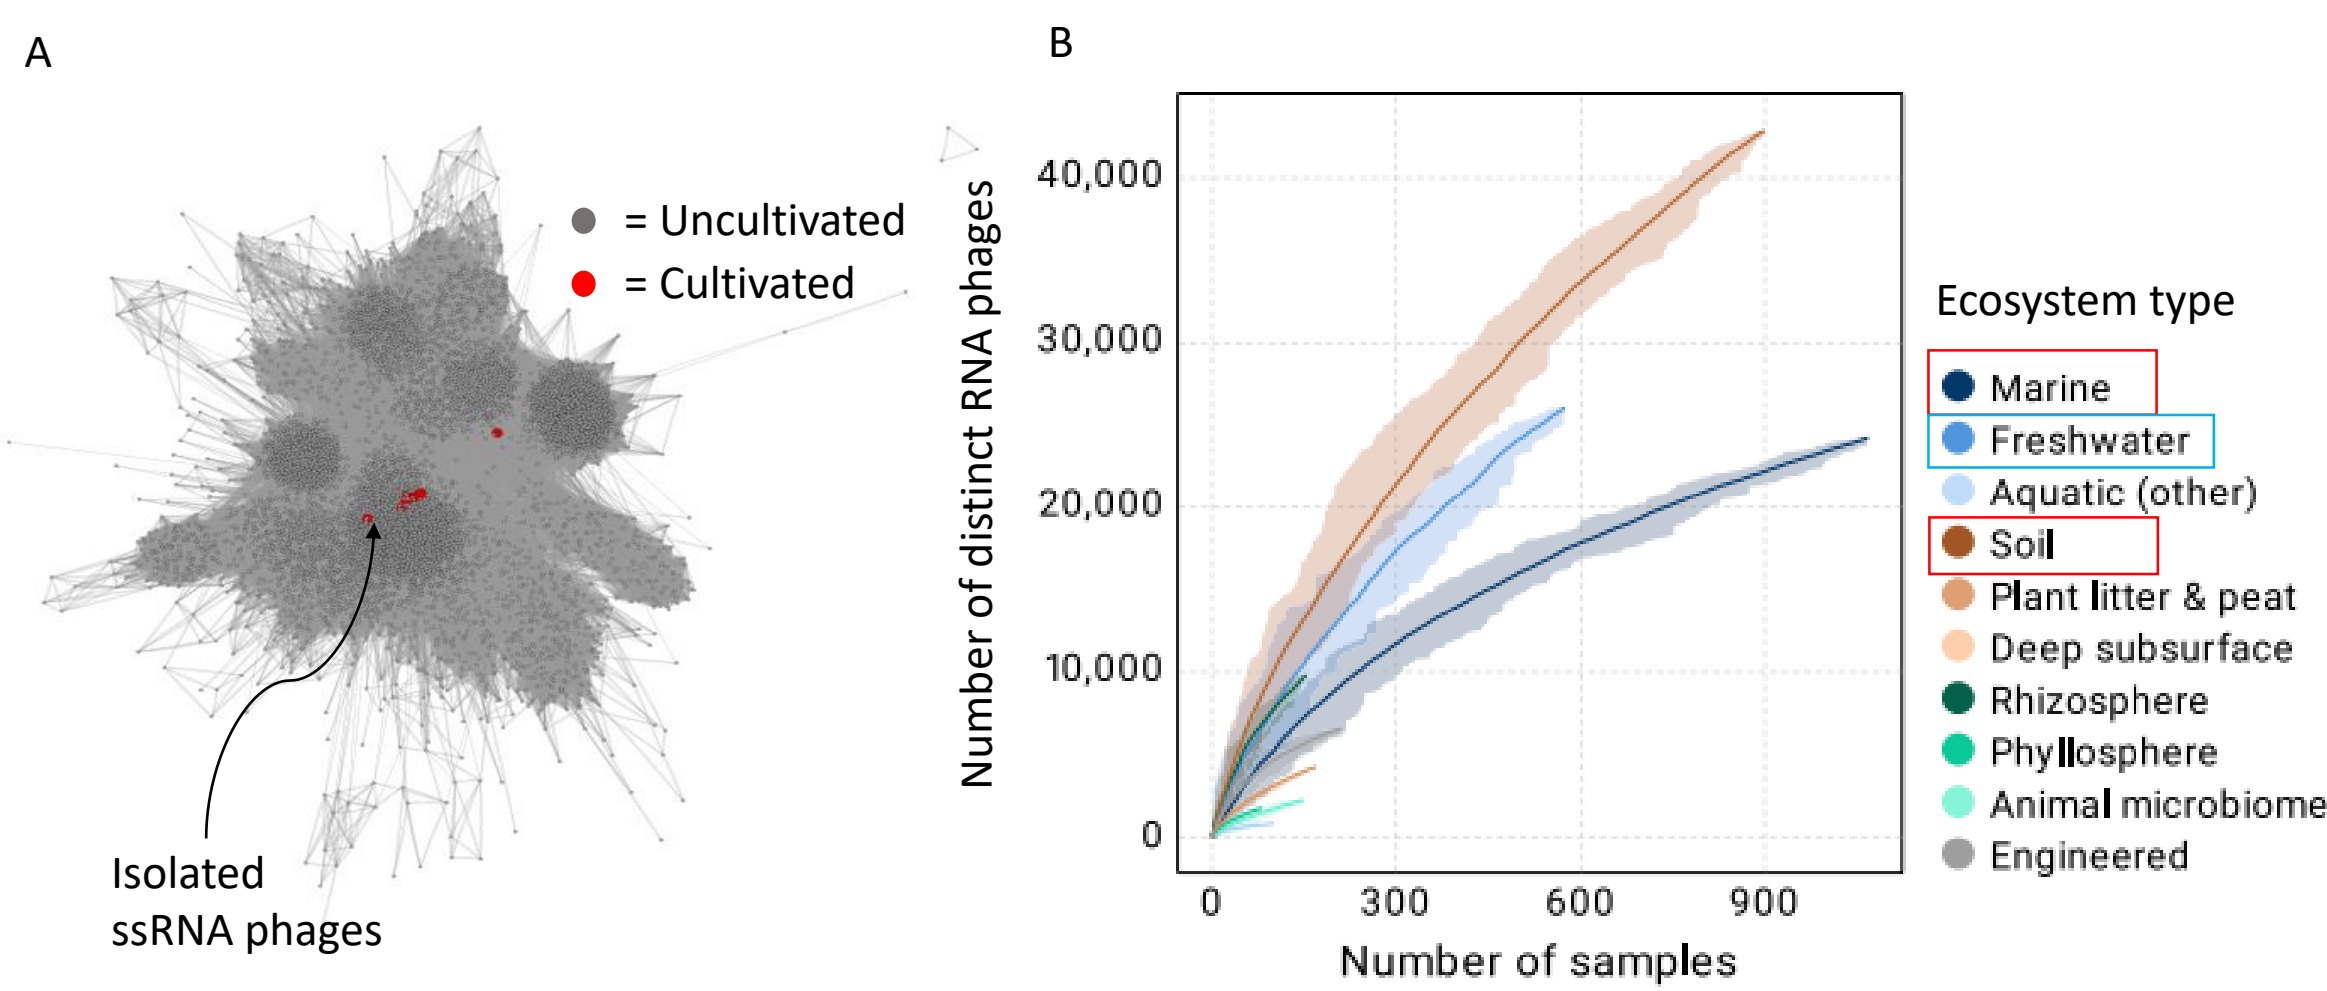 A
= Uncultivated
= Cultivated
Isolated
ssRNA phages
B
Number of distinct RNA phages
40,000
30,000
20,000
10,000
0
0 300 600 900
Number of samples
Ecosystem type
Marine
Freshwater
Aquatic (other)
Soil
Plant litter & peat
Deep subsurface
Rhizosphere
Phyllosphere
Animal microbiome
Engineered